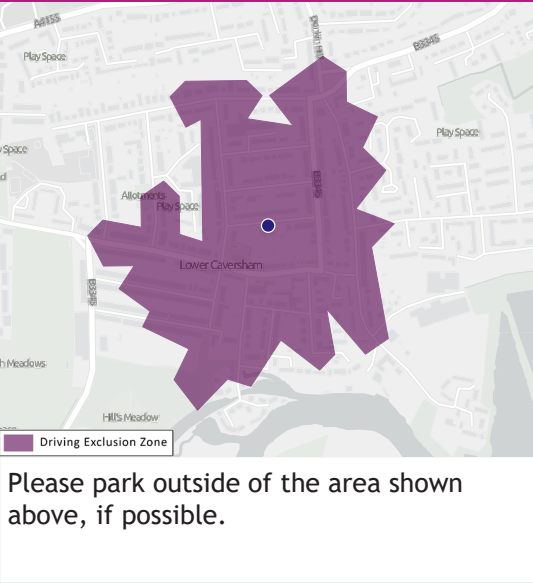 A4155
Play Space
B3345
Play Space
Space
Allotments
Play Space
B3345
Lower Caversham
B3345
h Meadows
Hill's Meadow
Driving Exclusion Zone
Please park outside of the area shown
above, if possible.